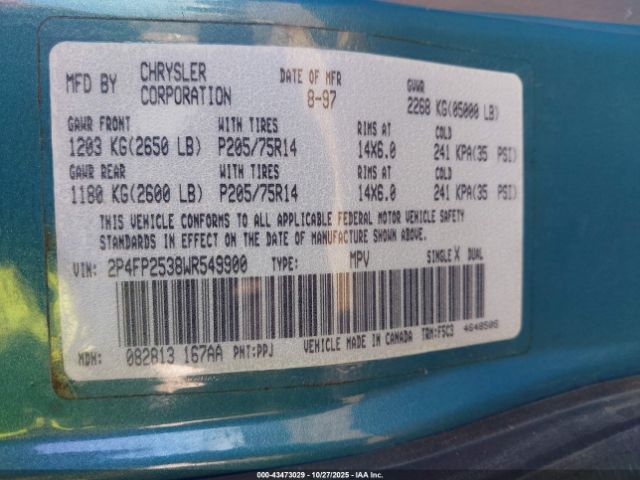 MFD BY CHRYSLER CORPORATION DATE OF MFR 8-97 GVWR 2268 KG(05000 LB)
GAWR FRONT WITH TIRES RIMS AT COLD
1203 KG(2650 LB) P205/75R14 14X6.0 241 KPA(35 PSI)
GAWR REAR WITH TIRES RIMS AT COLD
1180 KG(2600 LB) P205/75R14 14X6.0 241 KPA(35 PSI)
THIS VEHICLE CONFORMS TO ALL APPLICABLE FEDERAL MOTOR VEHICLE SAFETY
STANDARDS IN EFFECT ON THE DATE OF MANUFACTURE SHOWN ABOVE.
VIN: 2P4FP2538WR549900 TYPE: MPV SINGLE X DUAL
MDH: 082813 167AA PNT:PPJ VEHICLE MADE IN CANADA TRM:F5C3 4648505
000-43473029 - 10/27/2025 - IAA Inc.